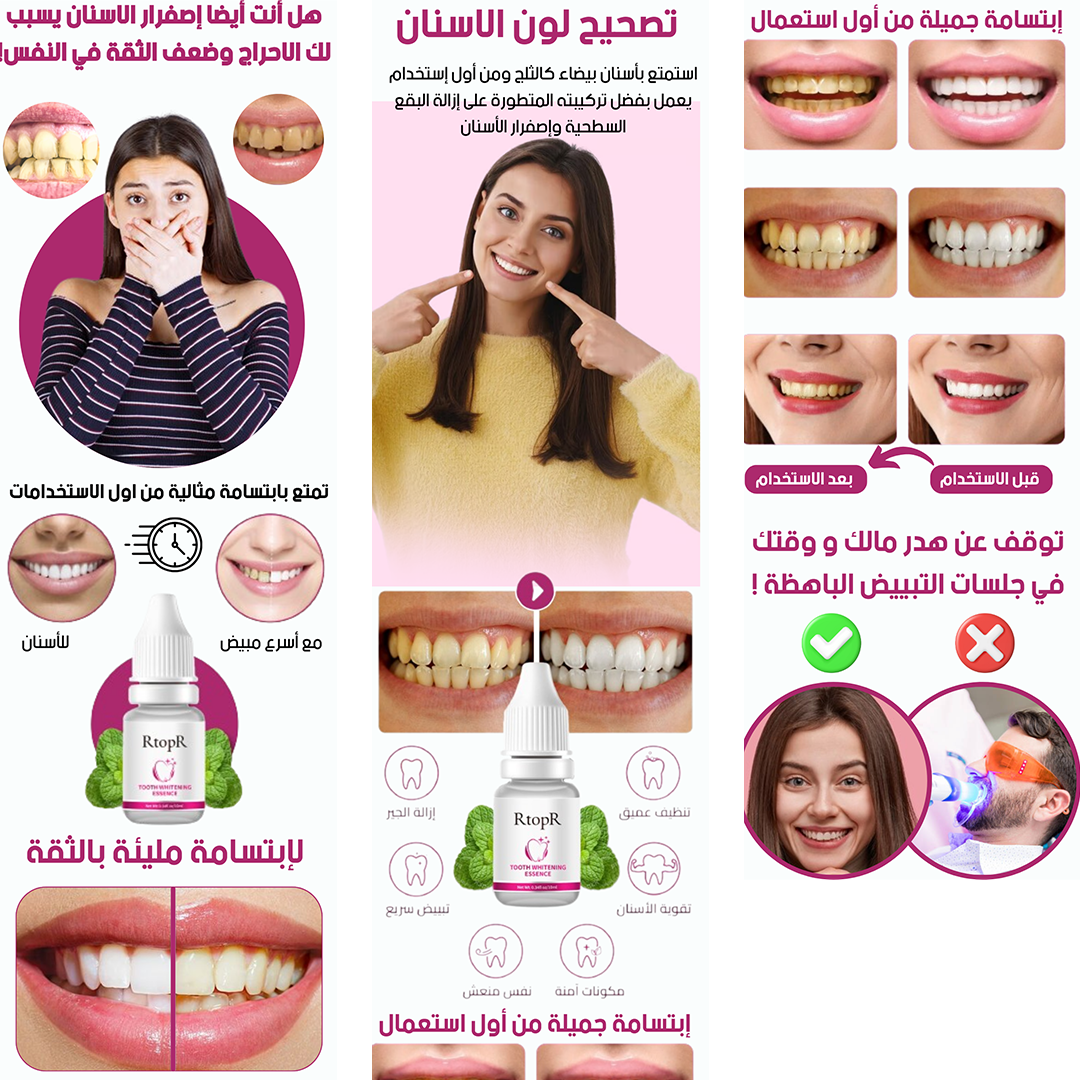 هل أنت أيضا إصفرار الاسنان يسبب
لك الاحراج وضعف الثقة في النفس!
تمتع بابتسامة مثالية من اول الاستخدامات
مع أسرع مبيض
للأسنان
RtopR
TOOTH WHITENING
ESSENCE
لإبتسامة مليئة بالثقة
تصحيح لون الاسنان
استمتع بأسنان بيضاء كالثلج ومن أول إستخدام
يعمل بفضل تركيبته المتطورة على إزالة البقع
السطحية وإصفرار الأسنان
تنظيف عميق
إزالة الجير
RtopR
TOOTH WHITENING
ESSENCE
تقوية الأسنان
تبييض سريع
مكونات آمنة
نفس منعش
إبتسامة جميلة من أول استعمال
إبتسامة جميلة من أول استعمال
قبل الاستخدام
بعد الاستخدام
توقف عن هدر مالك و وقتك
في جلسات التبييض الباهظة !